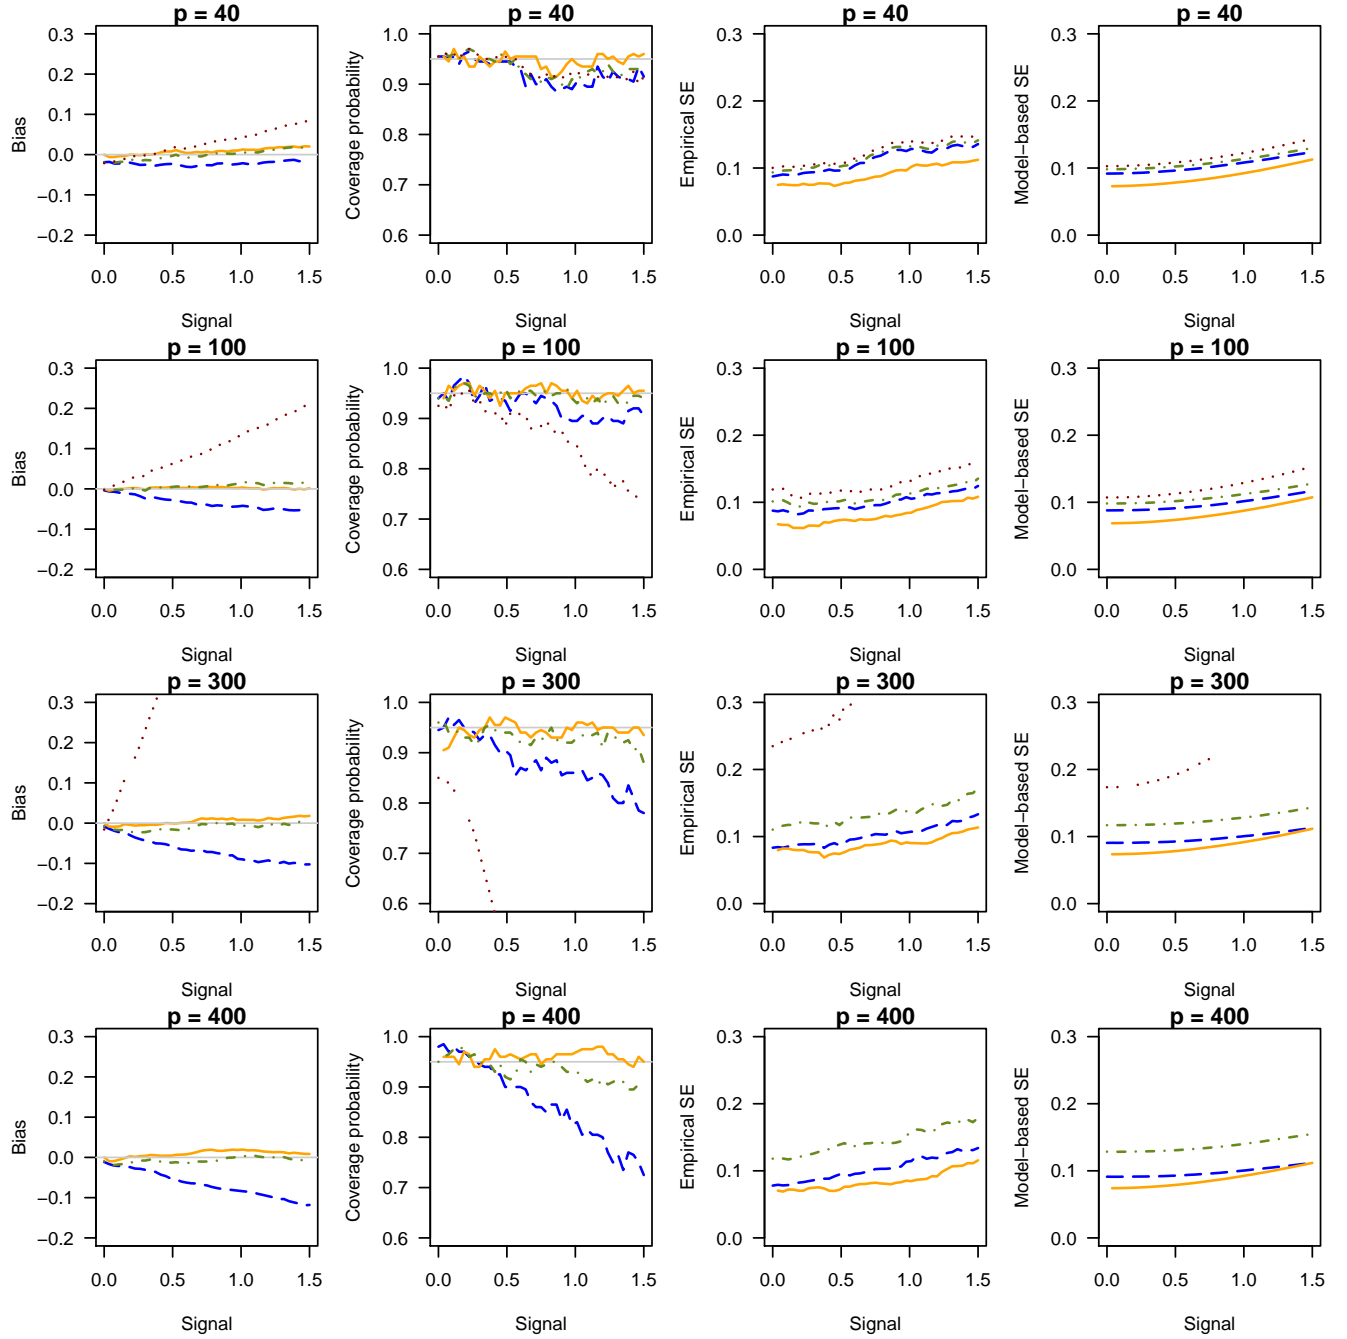 p = 40
p = 40
p = 40
p = 40
Bias
0.3
0.2
0.1
0.0
−0.1
−0.2
0.0 0.5 1.0 1.5
Signal
Coverage probability
1.0
0.9
0.8
0.7
0.6
0.0 0.5 1.0 1.5
Signal
Empirical SE
0.3
0.2
0.1
0.0
0.0 0.5 1.0 1.5
Signal
Model−based SE
0.3
0.2
0.1
0.0
0.0 0.5 1.0 1.5
Signal
p = 100
p = 100
p = 100
p = 100
Bias
0.3
0.2
0.1
0.0
−0.1
−0.2
0.0 0.5 1.0 1.5
Signal
Coverage probability
1.0
0.9
0.8
0.7
0.6
0.0 0.5 1.0 1.5
Signal
Empirical SE
0.3
0.2
0.1
0.0
0.0 0.5 1.0 1.5
Signal
Model−based SE
0.3
0.2
0.1
0.0
0.0 0.5 1.0 1.5
Signal
p = 300
p = 300
p = 300
p = 300
Bias
0.3
0.2
0.1
0.0
−0.1
−0.2
0.0 0.5 1.0 1.5
Signal
Coverage probability
1.0
0.9
0.8
0.7
0.6
0.0 0.5 1.0 1.5
Signal
Empirical SE
0.3
0.2
0.1
0.0
0.0 0.5 1.0 1.5
Signal
Model−based SE
0.3
0.2
0.1
0.0
0.0 0.5 1.0 1.5
Signal
p = 400
p = 400
p = 400
p = 400
Bias
0.3
0.2
0.1
0.0
−0.1
−0.2
0.0 0.5 1.0 1.5
Signal
Coverage probability
1.0
0.9
0.8
0.7
0.6
0.0 0.5 1.0 1.5
Signal
Empirical SE
0.3
0.2
0.1
0.0
0.0 0.5 1.0 1.5
Signal
Model−based SE
0.3
0.2
0.1
0.0
0.0 0.5 1.0 1.5
Signal